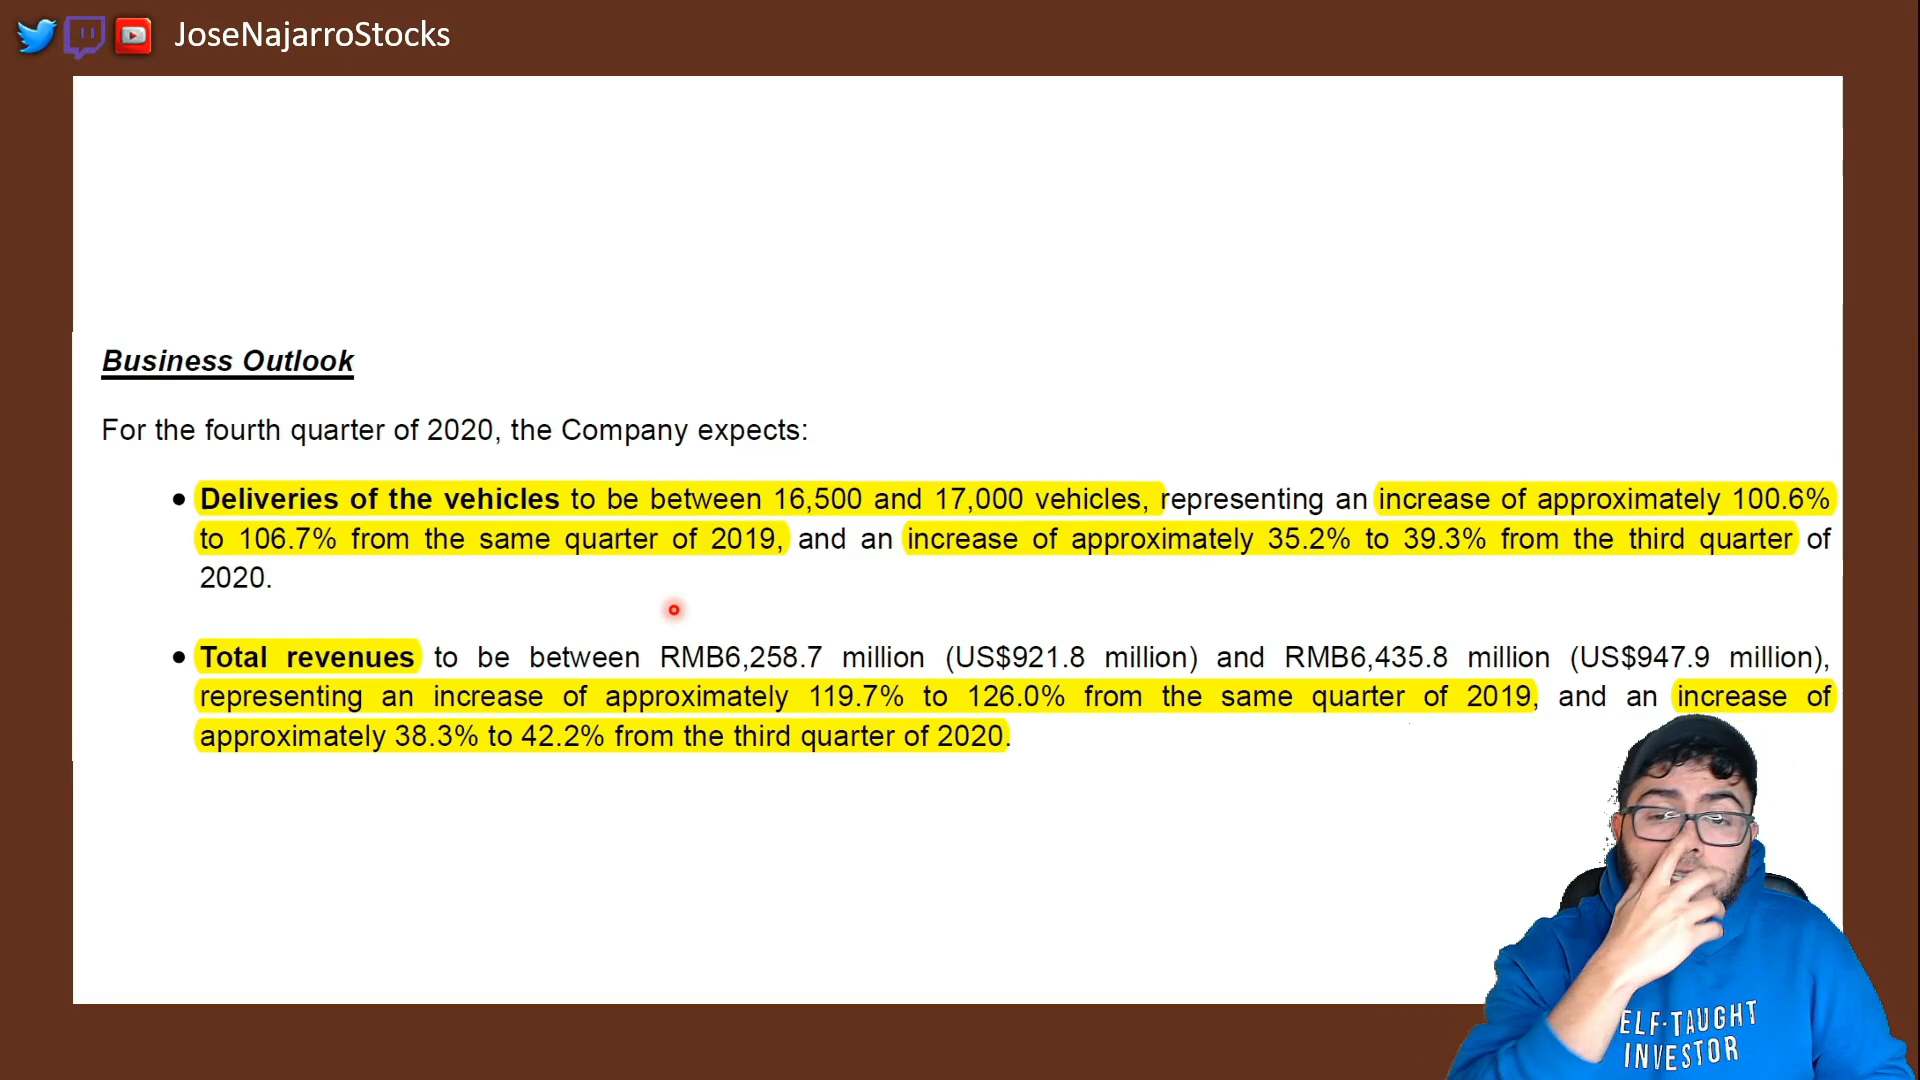 JoseNajarroStocks
Business Outlook
For the fourth quarter of 2020, the Company expects:
• Deliveries of the vehicles to be between 16,500 and 17,000 vehicles, representing an increase of approximately 100.6%
to 106.7% from the same quarter of 2019, and an increase of approximately 35.2% to 39.3% from the third quarter of
2020.
• Total revenues to be between RMB6,258.7 million (US$921.8 million) and RMB6,435.8 million (US$947.9 million),
representing an increase of approximately 119.7% to 126.0% from the same quarter of 2019, and an increase of
approximately 38.3% to 42.2% from the third quarter of 2020.
ELF-TAUGHT
INVESTOR